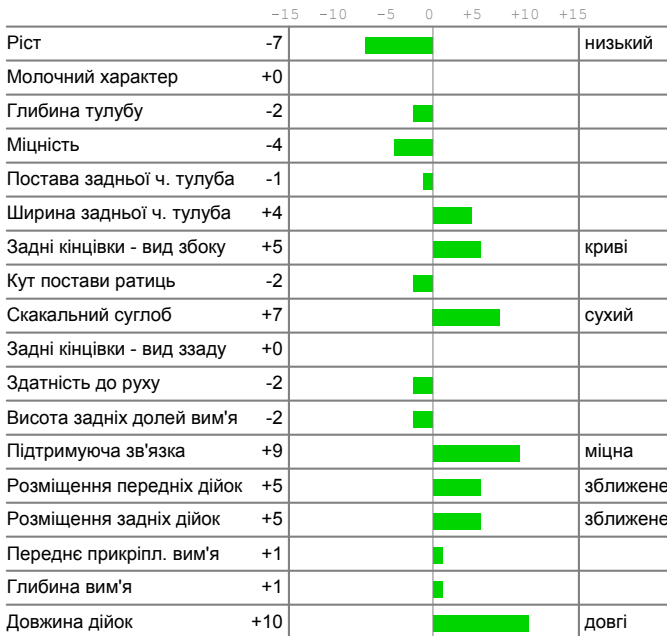 -15 -10 -5 0 +5 +10 +15
Ріст -7 низький
Молочний характер +0
Глибина тулубу -2
Міцність -4
Постава задньої ч. тулуба -1
Ширина задньої ч. тулуба +4
Задні кінцівки - вид збоку +5 криві
Кут постави ратиць -2
Скакальний суглоб +7 сухий
Задні кінцівки - вид ззаду +0
Здатність до руху -2
Висота задніх долей вим'я -2
Підтримуюча зв'язка +9 міцна
Розміщення передніх дійок +5 зближене
Розміщення задніх дійок +5 зближене
Переднє прикріпл. вим'я +1
Глибина вим'я +1
Довжина дійок +10 довгі